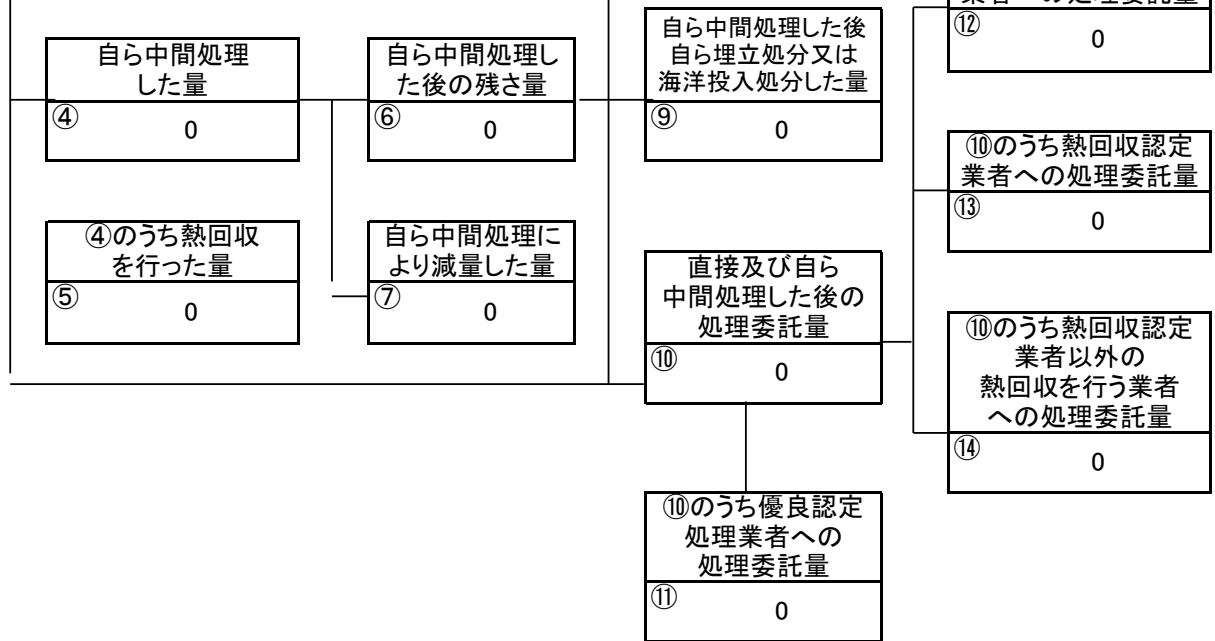 業者への処理委託量
⑫
0
自ら中間処理
した量
④
0
自ら中間処理し
た後の残さ量
⑥
0
自ら中間処理した後
自ら埋立処分又は
海洋投入処分した量
⑨
0
⑩のうち熱回収認定
業者への処理委託量
⑬
0
④のうち熱回収
を行った量
⑤
0
自ら中間処理に
より減量した量
⑦
0
直接及び自ら
中間処理した後の
処理委託量
⑩
0
⑩のうち熱回収認定
業者以外の
熱回収を行う業者
への処理委託量
⑭
0
⑩のうち優良認定
処理業者への
処理委託量
⑪
0